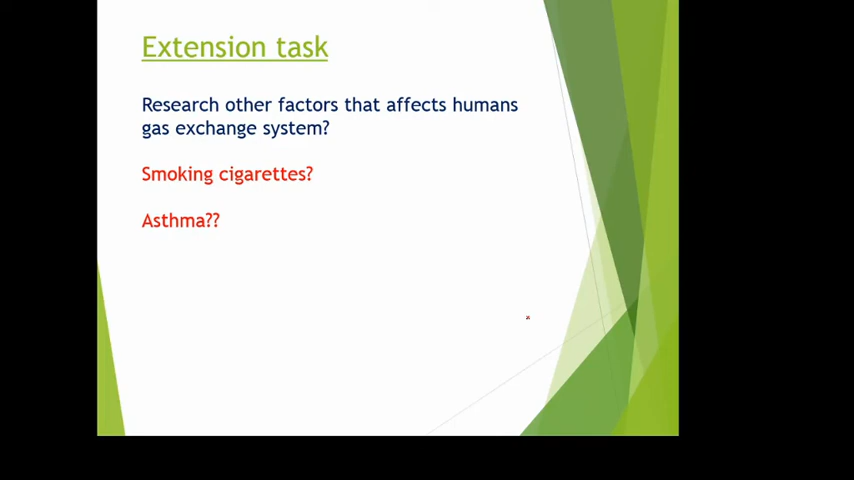 Extension task
Research other factors that affects humans
gas exchange system?
Smoking cigarettes?
Asthma??